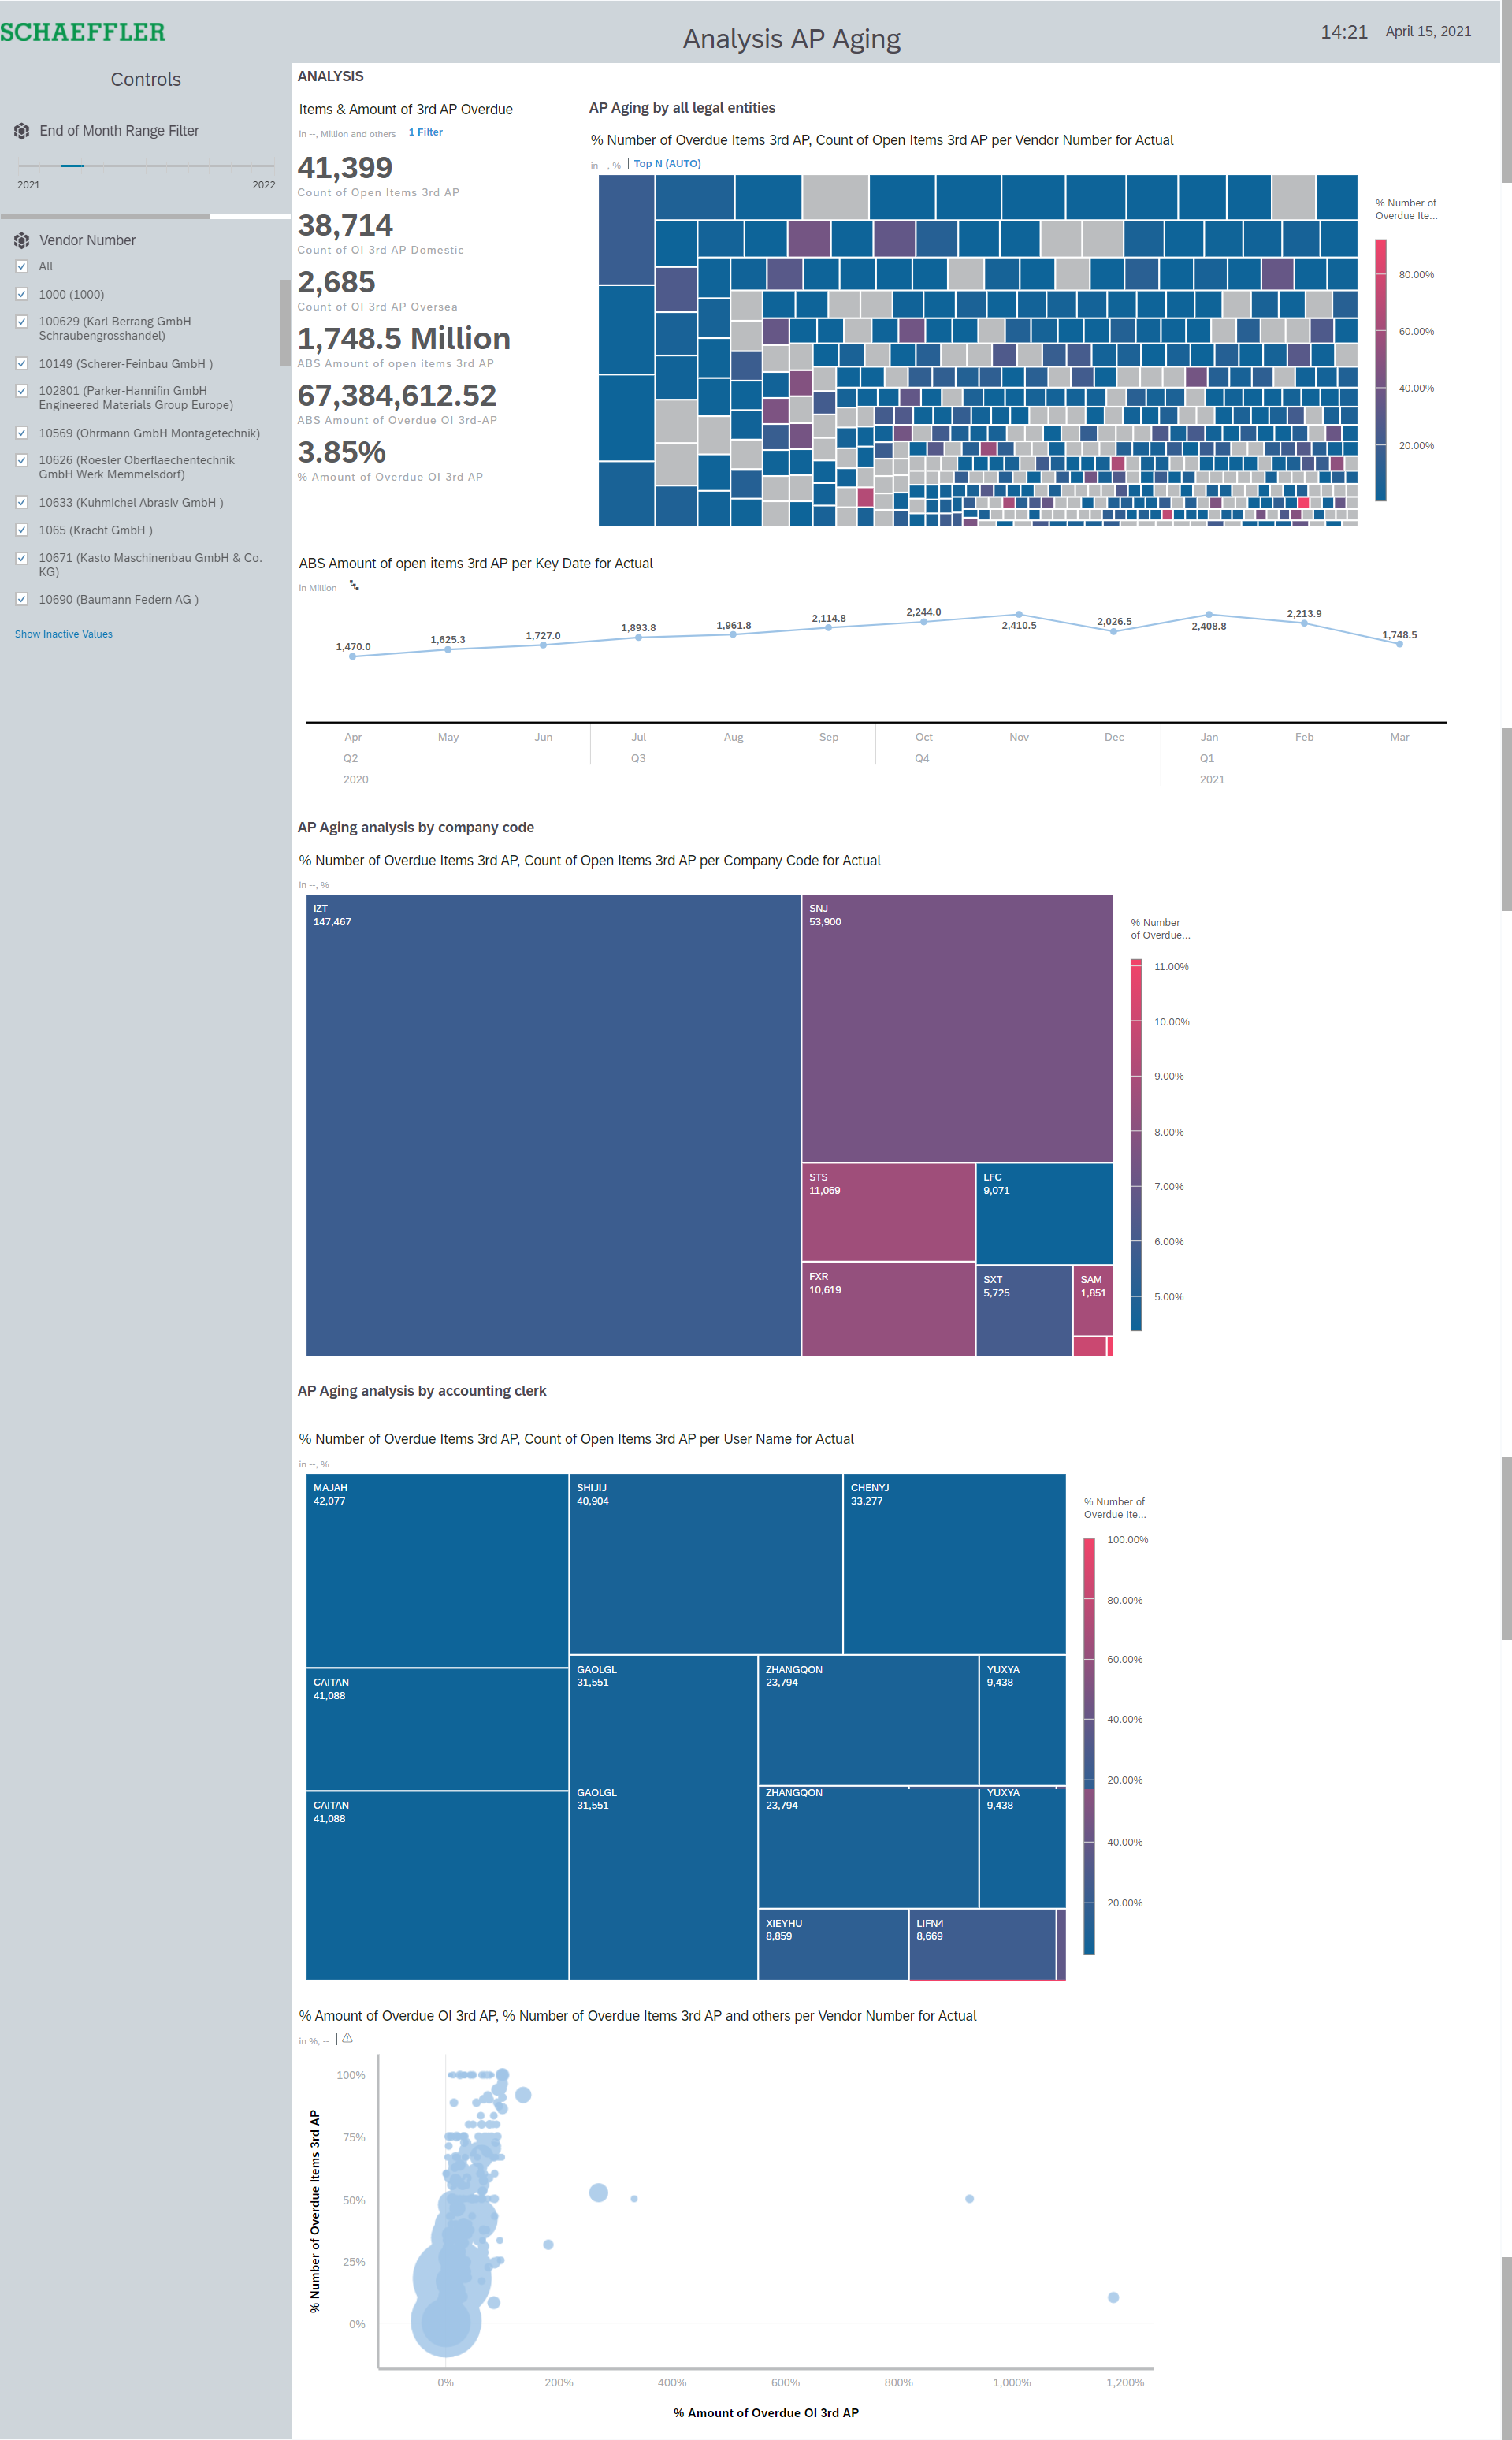 SCHAEFFLER
Analysis AP Aging
14:21 April 15, 2021
Controls
End of Month Range Filter
2021 2022
Vendor Number
All
1000 (1000)
100629 (Karl Berrang GmbH
Schraubengrosshandel)
10149 (Scherer-Feinbau GmbH )
102801 (Parker-Hannifin GmbH
Engineered Materials Group Europe)
10569 (Ohrmann GmbH Montagetechnik)
10626 (Roesler Oberflaechentechnik
GmbH Werk Memmelsdorf)
10633 (Kuhmichel Abrasiv GmbH )
1065 (Kracht GmbH )
10671 (Kasto Maschinenbau GmbH & Co.
KG)
10690 (Baumann Federn AG )
Show Inactive Values
ANALYSIS
Items & Amount of 3rd AP Overdue
in --, Million and others | 1 Filter
41,399
Count of Open Items 3rd AP
38,714
Count of OI 3rd AP Domestic
2,685
Count of OI 3rd AP Oversea
1,748.5 Million
ABS Amount of open items 3rd AP
67,384,612.52
ABS Amount of Overdue OI 3rd-AP
3.85%
% Amount of Overdue OI 3rd AP
AP Aging by all legal entities
% Number of Overdue Items 3rd AP, Count of Open Items 3rd AP per Vendor Number for Actual
in --, % | Top N (AUTO)
% Number of
Overdue Ite...
80.00%
60.00%
40.00%
20.00%
ABS Amount of open items 3rd AP per Key Date for Actual
in Million
1,470.0 1,625.3 1,727.0 1,893.8 1,961.8 2,114.8 2,244.0 2,410.5 2,026.5 2,408.8 2,213.9 1,748.5
Apr May Jun Jul Aug Sep Oct Nov Dec Jan Feb Mar
Q2 Q3 Q4 Q1
2020 2021
AP Aging analysis by company code
% Number of Overdue Items 3rd AP, Count of Open Items 3rd AP per Company Code for Actual
in --, %
IZT
147,467
SNJ
53,900
STS
11,069
LFC
9,071
FXR
10,619
SXT
5,725
SAM
1,851
% Number
of Overdue...
11.00%
10.00%
9.00%
8.00%
7.00%
6.00%
5.00%
AP Aging analysis by accounting clerk
% Number of Overdue Items 3rd AP, Count of Open Items 3rd AP per User Name for Actual
in --, %
MAJAH
42,077
SHIJIJ
40,904
CHENYJ
33,277
CAITAN
41,088
GAOLGL
31,551
ZHANGQON
23,794
YUXYA
9,438
CAITAN
41,088
GAOLGL
31,551
ZHANGQON
23,794
YUXYA
9,438
XIEYHU
8,859
LIFN4
8,669
% Number of
Overdue Ite...
100.00%
80.00%
60.00%
40.00%
20.00%
40.00%
20.00%
% Amount of Overdue OI 3rd AP, % Number of Overdue Items 3rd AP and others per Vendor Number for Actual
in %, --
% Number of Overdue Items 3rd AP
100%
75%
50%
25%
0%
0% 200% 400% 600% 800% 1,000% 1,200%
% Amount of Overdue OI 3rd AP